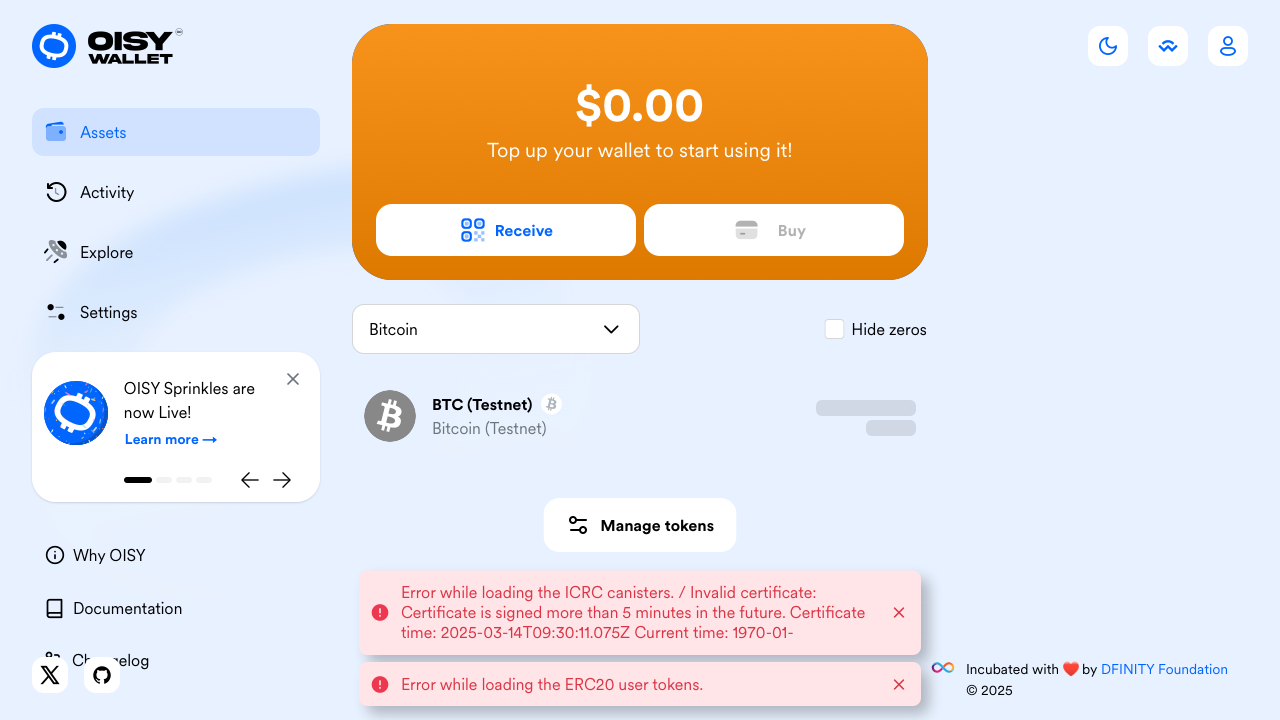 OISY
WALLET
Assets
Activity
Explore
Settings
OISY Sprinkles are
now Live!
Learn more →
Why OISY
Documentation
Changelog
$0.00
Top up your wallet to start using it!
Receive
Buy
Bitcoin
Hide zeros
BTC (Testnet)
Bitcoin (Testnet)
Manage tokens
Error while loading the ICRC canisters. / Invalid certificate:
Certificate is signed more than 5 minutes in the future. Certificate
time: 2025-03-14T09:30:11.075Z Current time: 1970-01-
Error while loading the ERC20 user tokens.
Incubated with ❤️ by DFINITY Foundation
© 2025